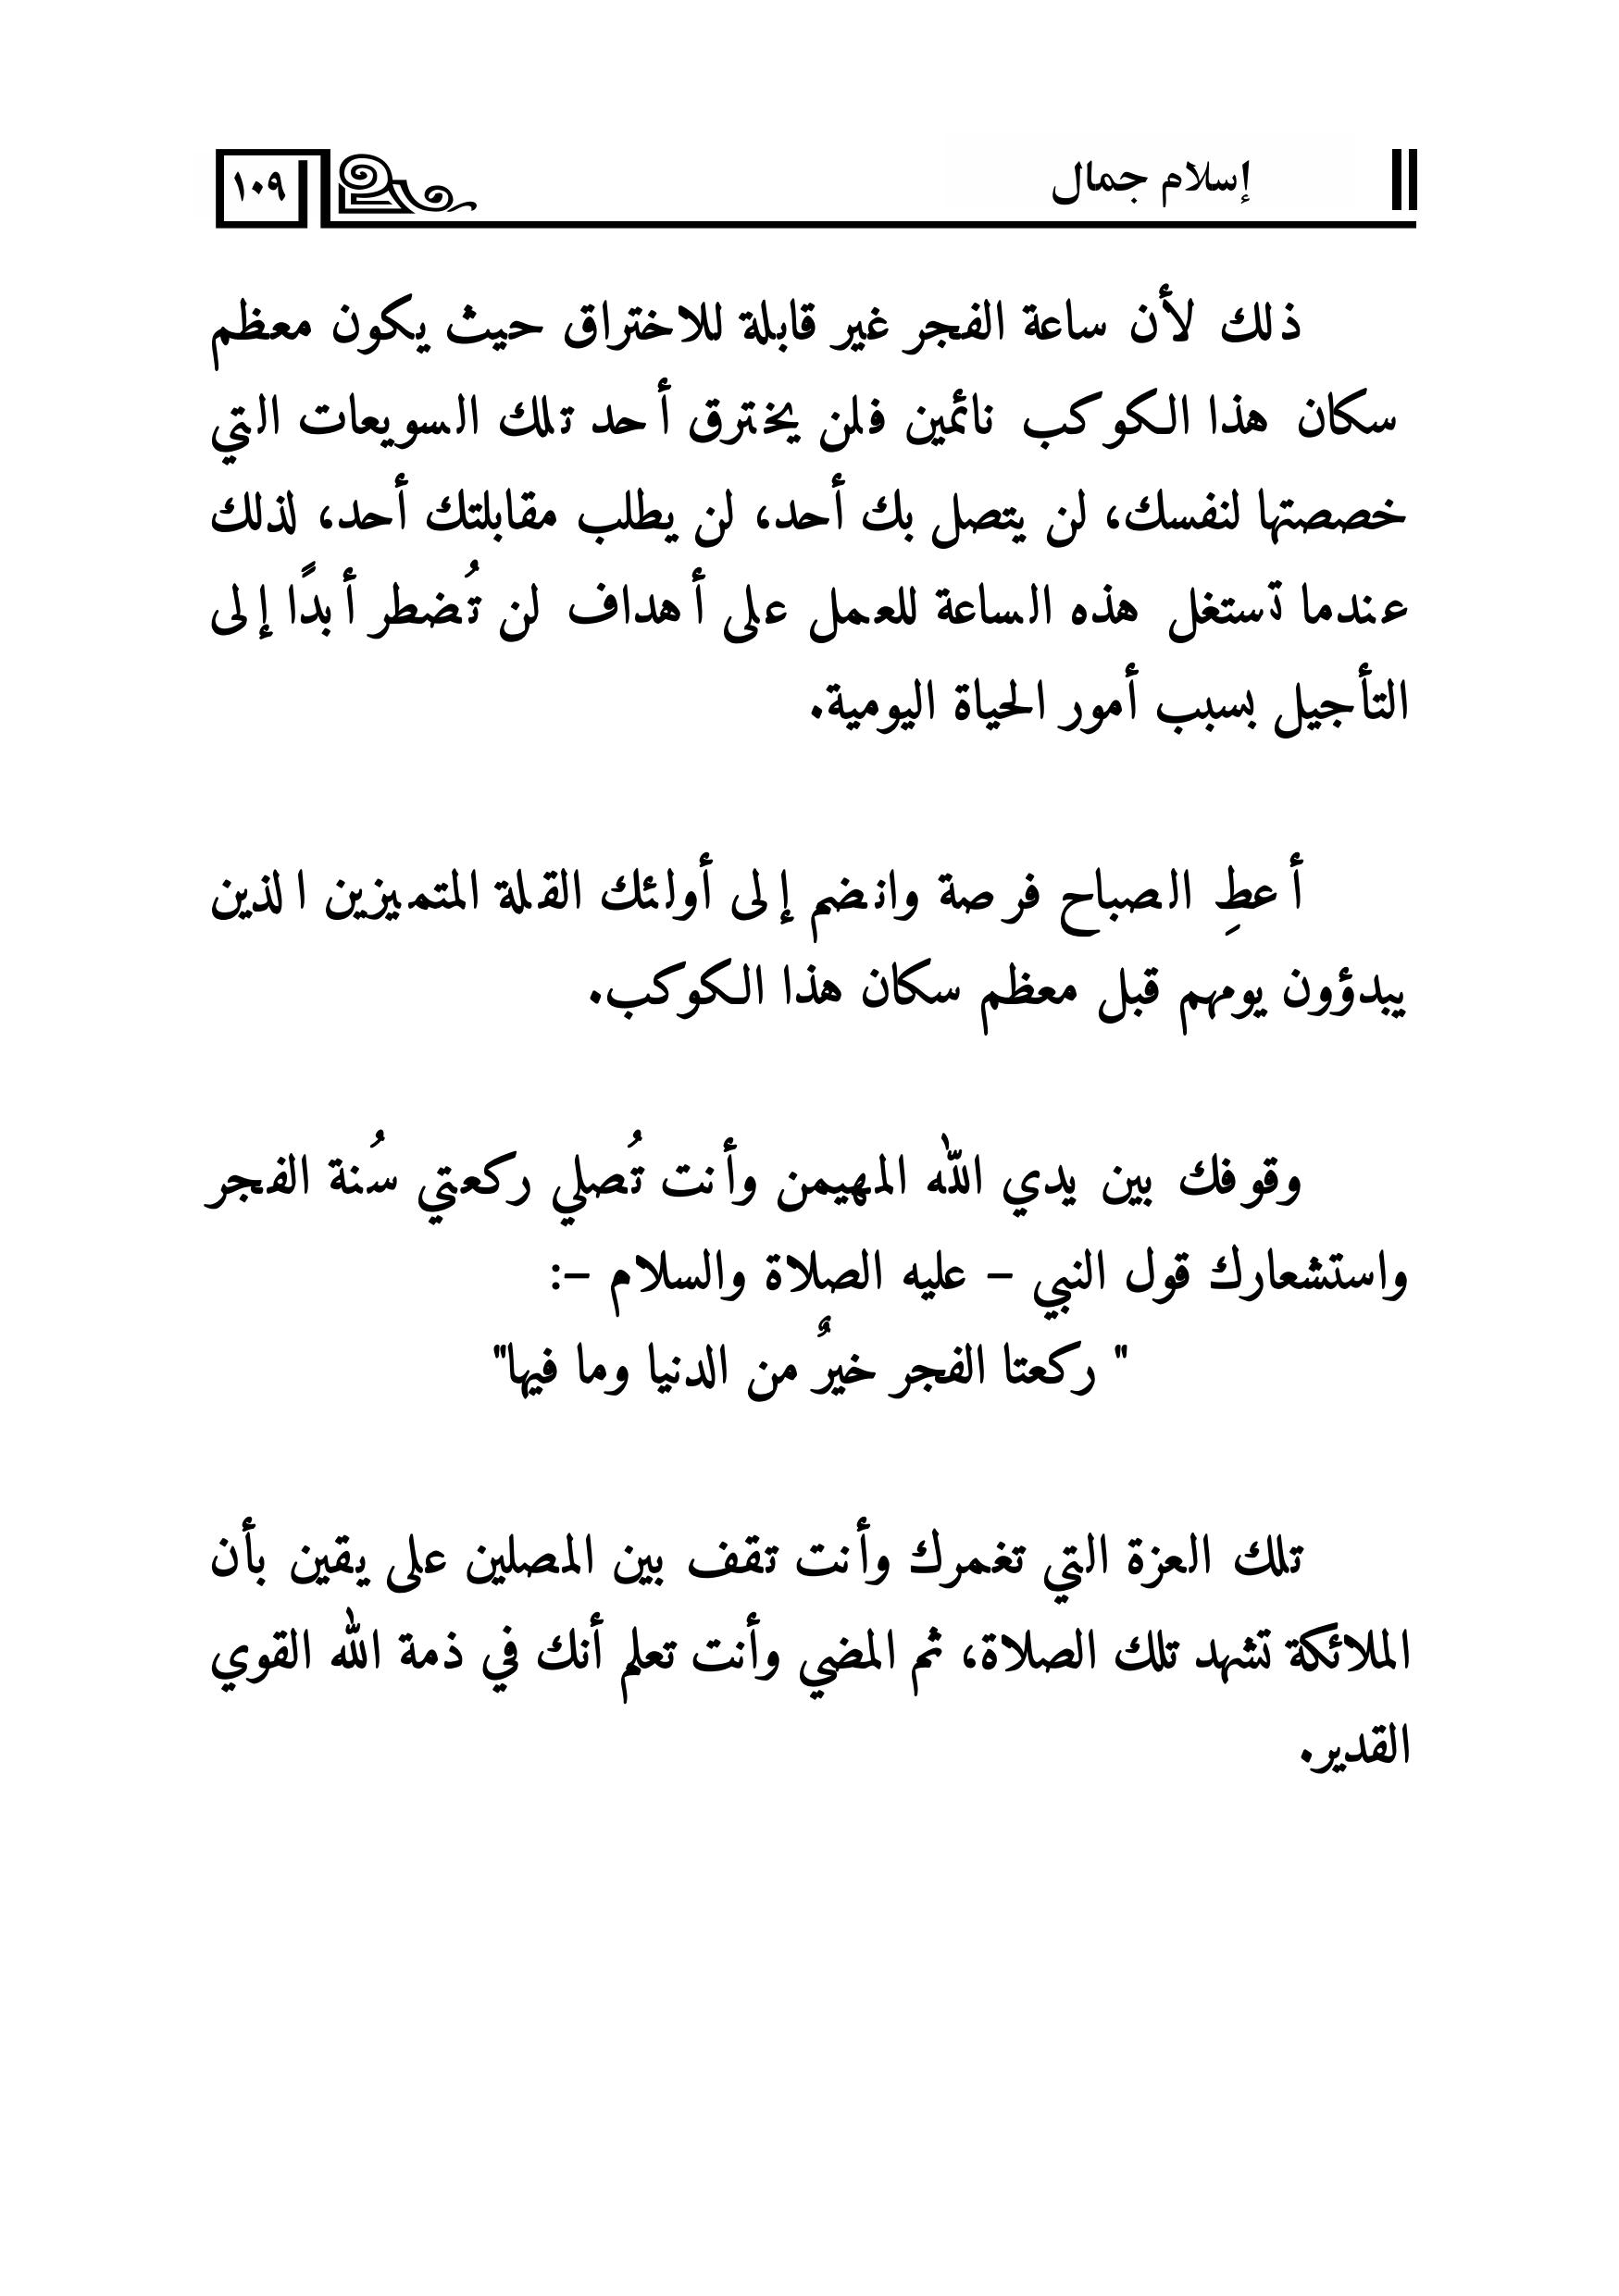 إسلام جمال
١٠٩
ذلك لأن ساعة الفجر غير قابلة للاختراق حيث يكون معظم
سكان هذا الكوكب نائمين فلن يخترق أحد تلك السويعات التي
خصصتها لنفسك، لن يتصل بك أحد، لن يطلب مقابلتك أحد، لذلك
عندما تستغل هذه الساعة للعمل على أهداف لن تُضطر أبدًا إلى
التأجيل بسبب أمور الحياة اليومية.
أعطِ الصباح فرصة وانضم إلى أولئك القلة المتميزين الذين
يبدؤون يومهم قبل معظم سكان هذا الكوكب.
وقوفك بين يدي الله المهيمن وأنت تُصلي ركعتي سُنة الفجر
واستشعارك قول النبي – عليه الصلاة والسلام –:
" ركعتا الفجر خيرٌ من الدنيا وما فيها"
تلك العزة التي تغمرك وأنت تقف بين المصلين على يقين بأن
الملائكة تشهد تلك الصلاة، ثم المضي وأنت تعلم أنك في ذمة الله القوي
القدير.